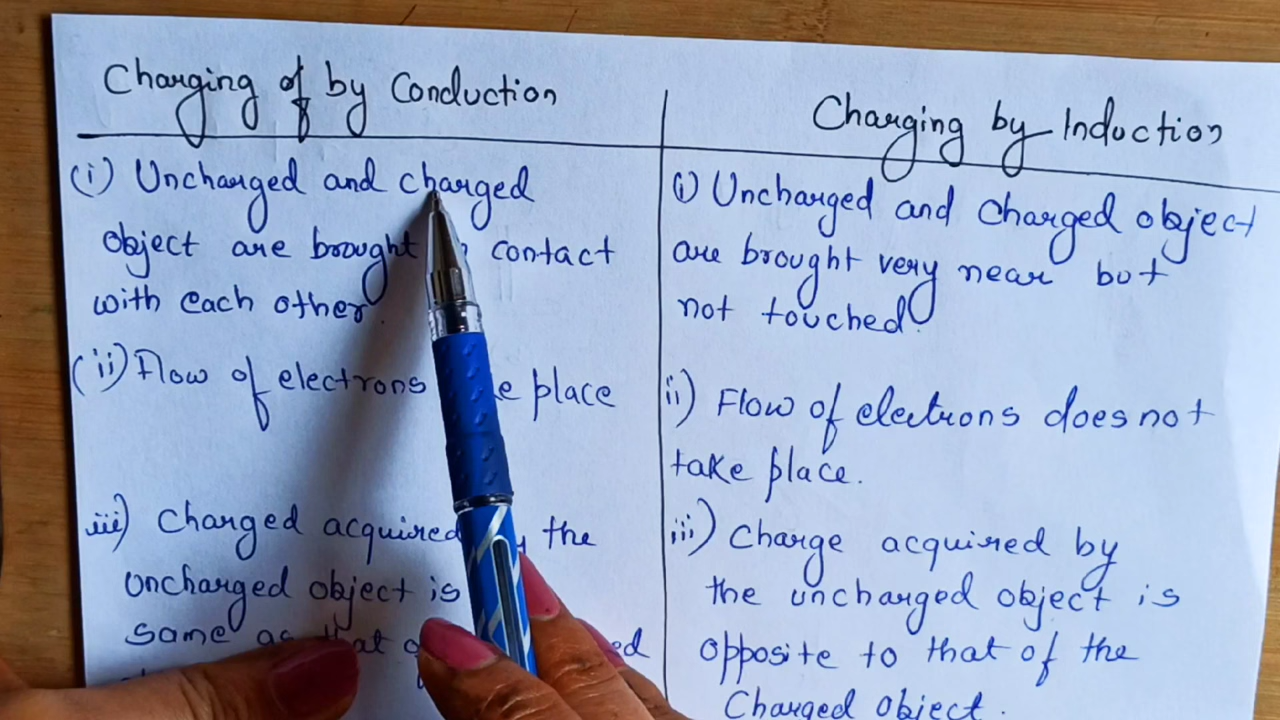 Charging of by Conduction
(i) Uncharged and charged
object are brought contact
with each other.
(ii) Flow of electrons place
iii) Charged acquired the
uncharged object is
same as that
Charging by Induction
(i) Uncharged and charged object
are brought very near but
not touched.
ii) Flow of electrons does not
take place.
iii) Charge acquired by
the uncharged object is
opposite to that of the
Charged object.